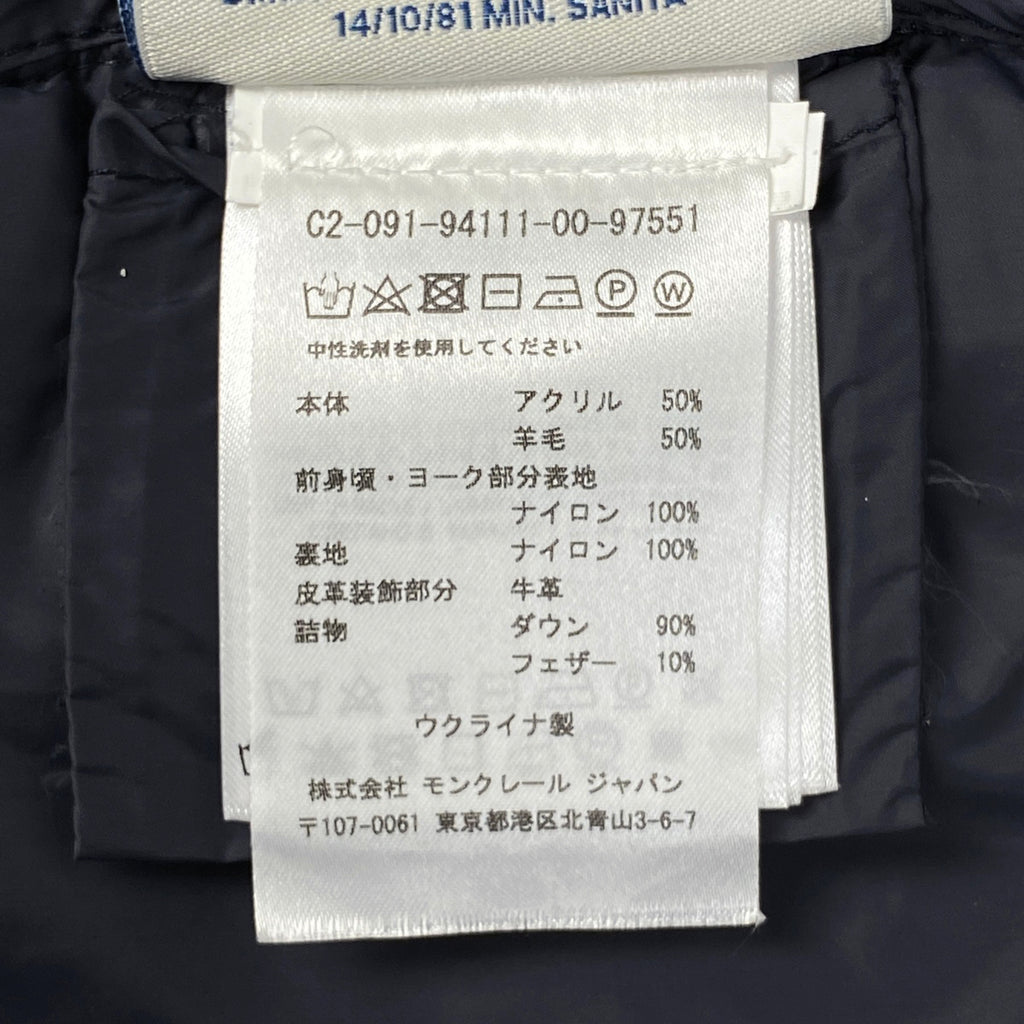 14/10/81 MIN. SANITA
C2-091-94111-00-97551
P W
中性洗剤を使用してください
本体 アクリル 50%
羊毛 50%
前身頃・ヨーク部分表地
ナイロン 100%
裏地 ナイロン 100%
皮革装飾部分 牛革
詰物 ダウン 90%
フェザー 10%
ウクライナ製
株式会社 モンクレール ジャパン
〒107-0061 東京都港区北青山3-6-7